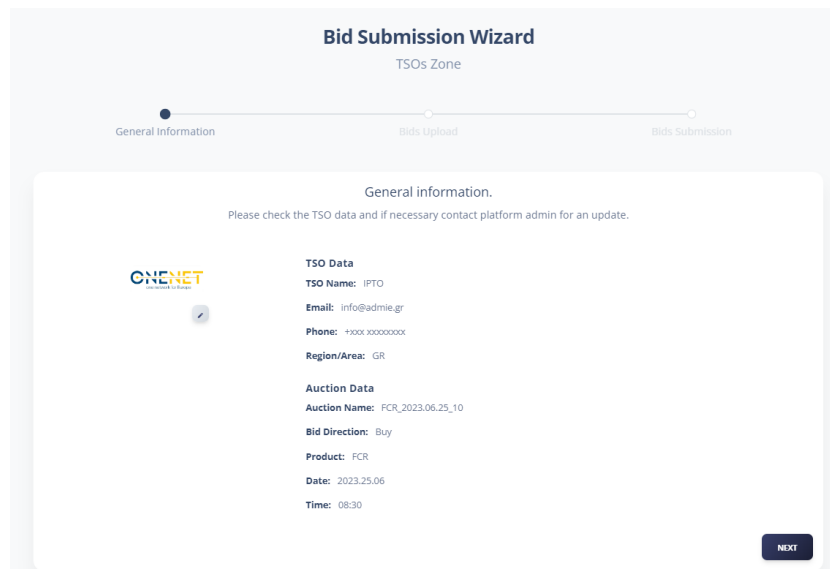 Bid Submission Wizard
TSOs Zone
General Information
Bids Upload
Bids Submission
General information.
Please check the TSO data and if necessary contact platform admin for an update.
ONENET
TSO Data
TSO Name: IPTO
Email: info@admie.gr
Phone: +xxx xxxxxxxx
Region/Area: GR
Auction Data
Auction Name: FCR_2023.06.25_10
Bid Direction: Buy
Product: FCR
Date: 2023.25.06
Time: 08:30
NEXT